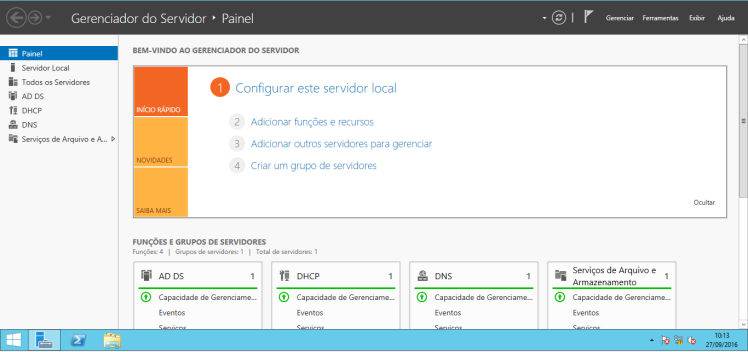 Gerenciador do Servidor • Painel
Gerenciar Ferramentas Exibir Ajuda
Painel
Servidor Local
Todos os Servidores
AD DS
DHCP
DNS
Serviços de Arquivo e A...
BEM-VINDO AO GERENCIADOR DO SERVIDOR
INÍCIO RÁPIDO
NOVIDADES
SAIBA MAIS
1 Configurar este servidor local
2 Adicionar funções e recursos
3 Adicionar outros servidores para gerenciar
4 Criar um grupo de servidores
Ocultar
FUNÇÕES E GRUPOS DE SERVIDORES
Funções: 4 | Grupos de servidores: 1 | Total de servidores: 1
AD DS 1
Capacidade de Gerenciame...
Eventos
Serviços
DHCP 1
Capacidade de Gerenciame...
Eventos
Serviços
DNS 1
Capacidade de Gerenciame...
Eventos
Serviços
Serviços de Arquivo e
Armazenamento 1
Capacidade de Gerenciame...
Eventos
Serviços
10:13
27/09/2016